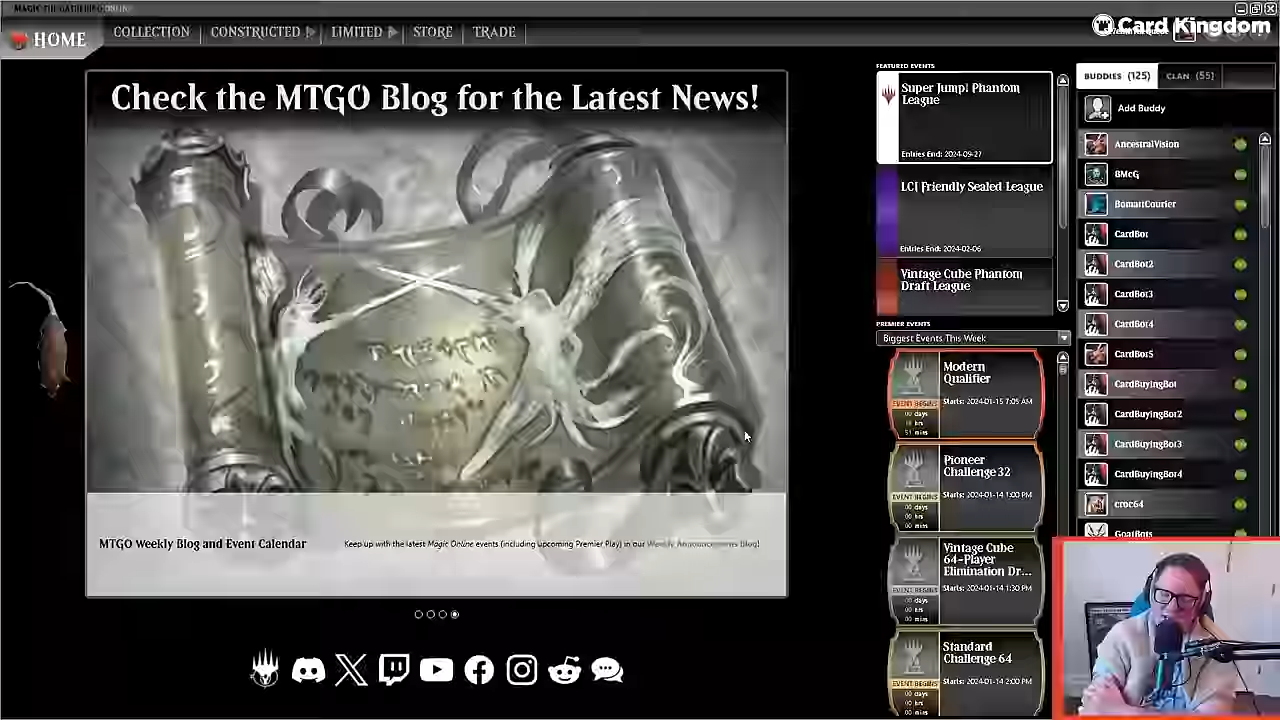 MAGIC THE GATHERING ONLINE
HOME
COLLECTION
CONSTRUCTED
LIMITED
STORE
TRADE
Card Kingdom
Check the MTGO Blog for the Latest News!
MTGO Weekly Blog and Event Calendar
Keep up with the latest Magic Online events (including upcoming Premier Play) in our Weekly Announcements Blog!
FEATURED EVENTS
Super Jump! Phantom
League
Entries End: 2024-09-27
LCI Friendly Sealed League
Entries End: 2024-02-06
Vintage Cube Phantom
Draft League
PREMIER EVENTS
Biggest Events This Week
Modern
Qualifier
Starts: 2024-01-15 7:05 AM
EVENT BEGINS
00 days
18 hrs
51 mins
Pioneer
Challenge 32
Starts: 2024-01-14 1:00 PM
EVENT BEGINS
00 days
00 hrs
00 mins
Vintage Cube
64-Player
Elimination Dr...
Starts: 2024-01-14 1:30 PM
EVENT BEGINS
00 days
00 hrs
00 mins
Standard
Challenge 64
Starts: 2024-01-14 2:00 PM
EVENT BEGINS
00 days
00 hrs
00 mins
BUDDIES (125)
CLAN (55)
Add Buddy
AncestralVision
BMcG
BomatCourier
CardBot
CardBot2
CardBot3
CardBot4
CardBot5
CardBuyingBot
CardBuyingBot2
CardBuyingBot3
CardBuyingBot4
croc64
GoatBots